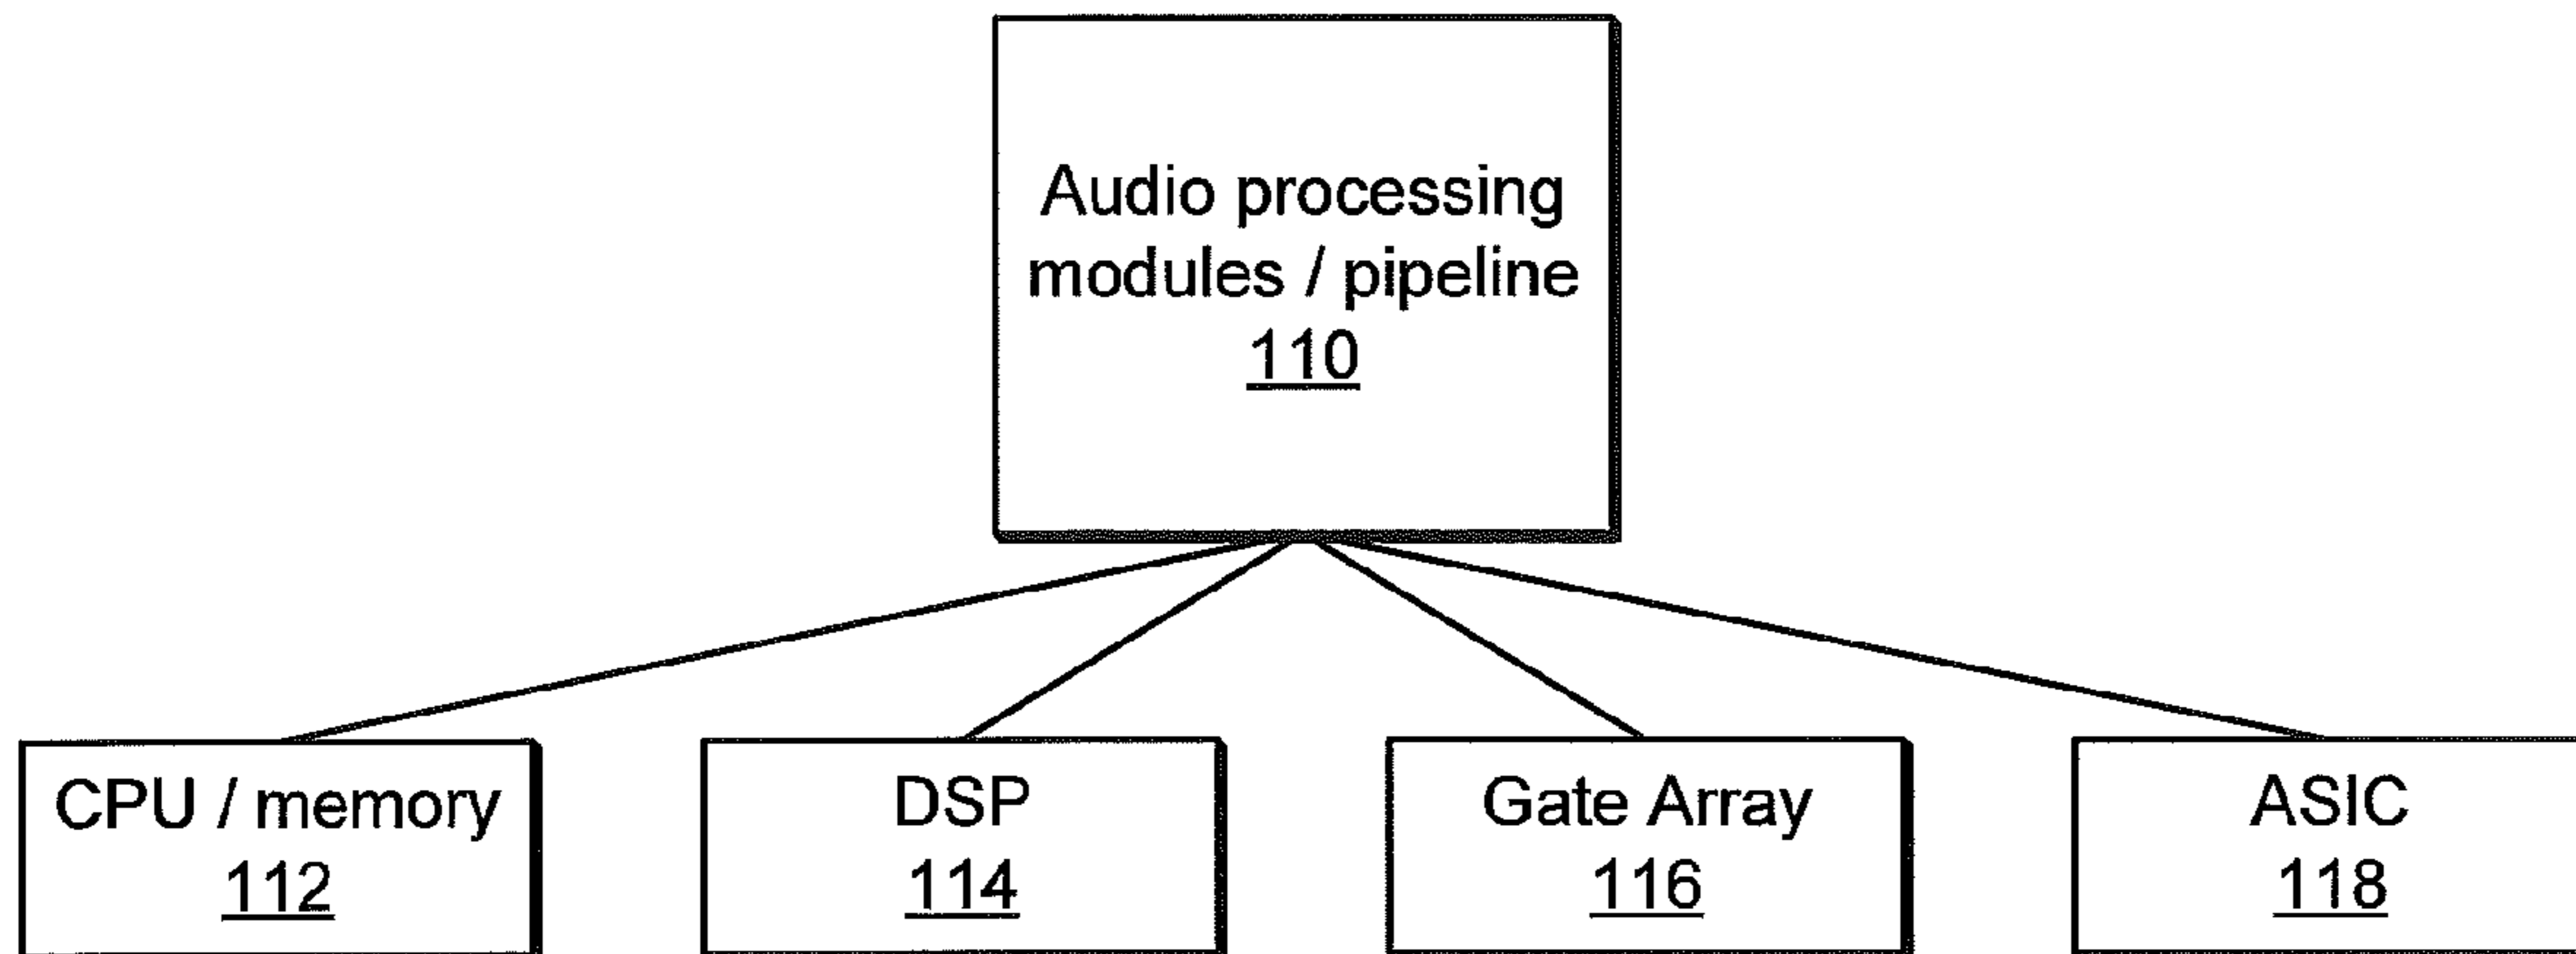 Audio processing
modules / pipeline
110
CPU / memory
112
DSP
114
Gate Array
116
ASIC
118